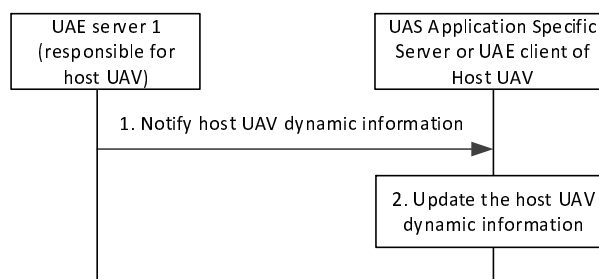 UAE server 1
(responsible for
host UAV)
UAS Application Specific
Server or UAE client of
Host UAV
1. Notify host UAV dynamic information
2. Update the host UAV
dynamic information